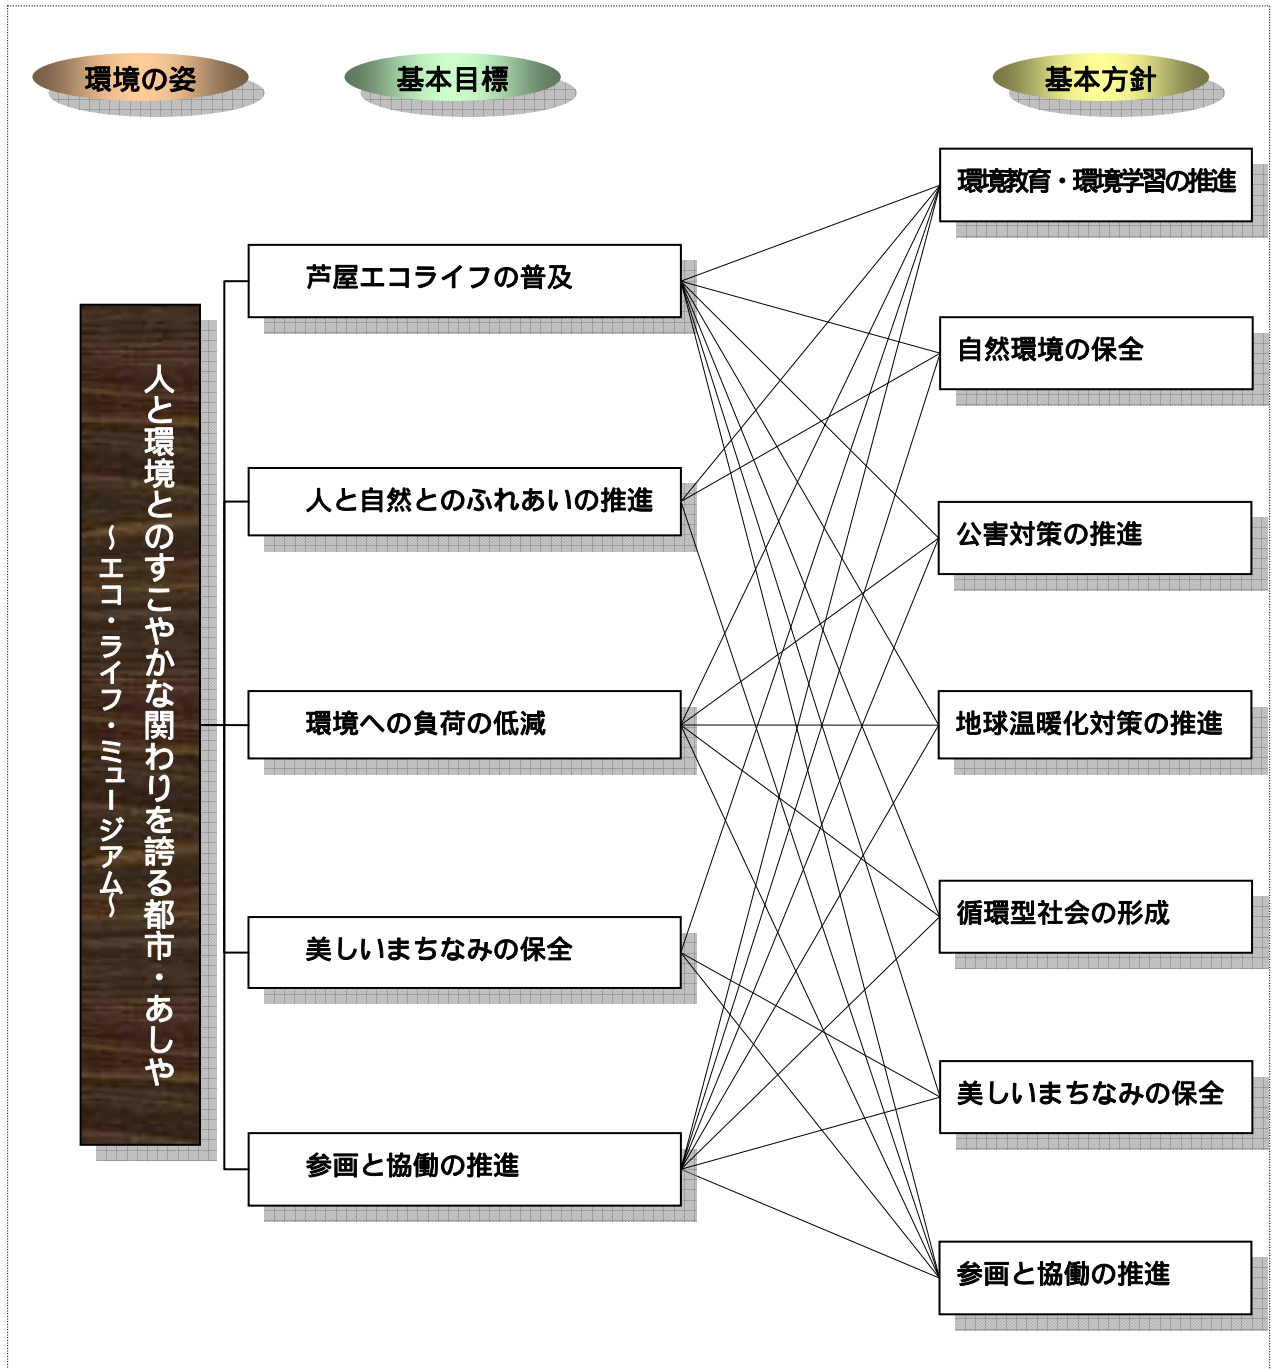 環境の姿
基本目標
基本方針
人と環境とのすこやかな関わりを誇る都市・あしや
～エコ・ライフ・ミュージアム～
芦屋エコライフの普及
人と自然とのふれあいの推進
環境への負荷の低減
美しいまちなみの保全
参画と協働の推進
環境教育・環境学習の推進
自然環境の保全
公害対策の推進
地球温暖化対策の推進
循環型社会の形成
美しいまちなみの保全
参画と協働の推進